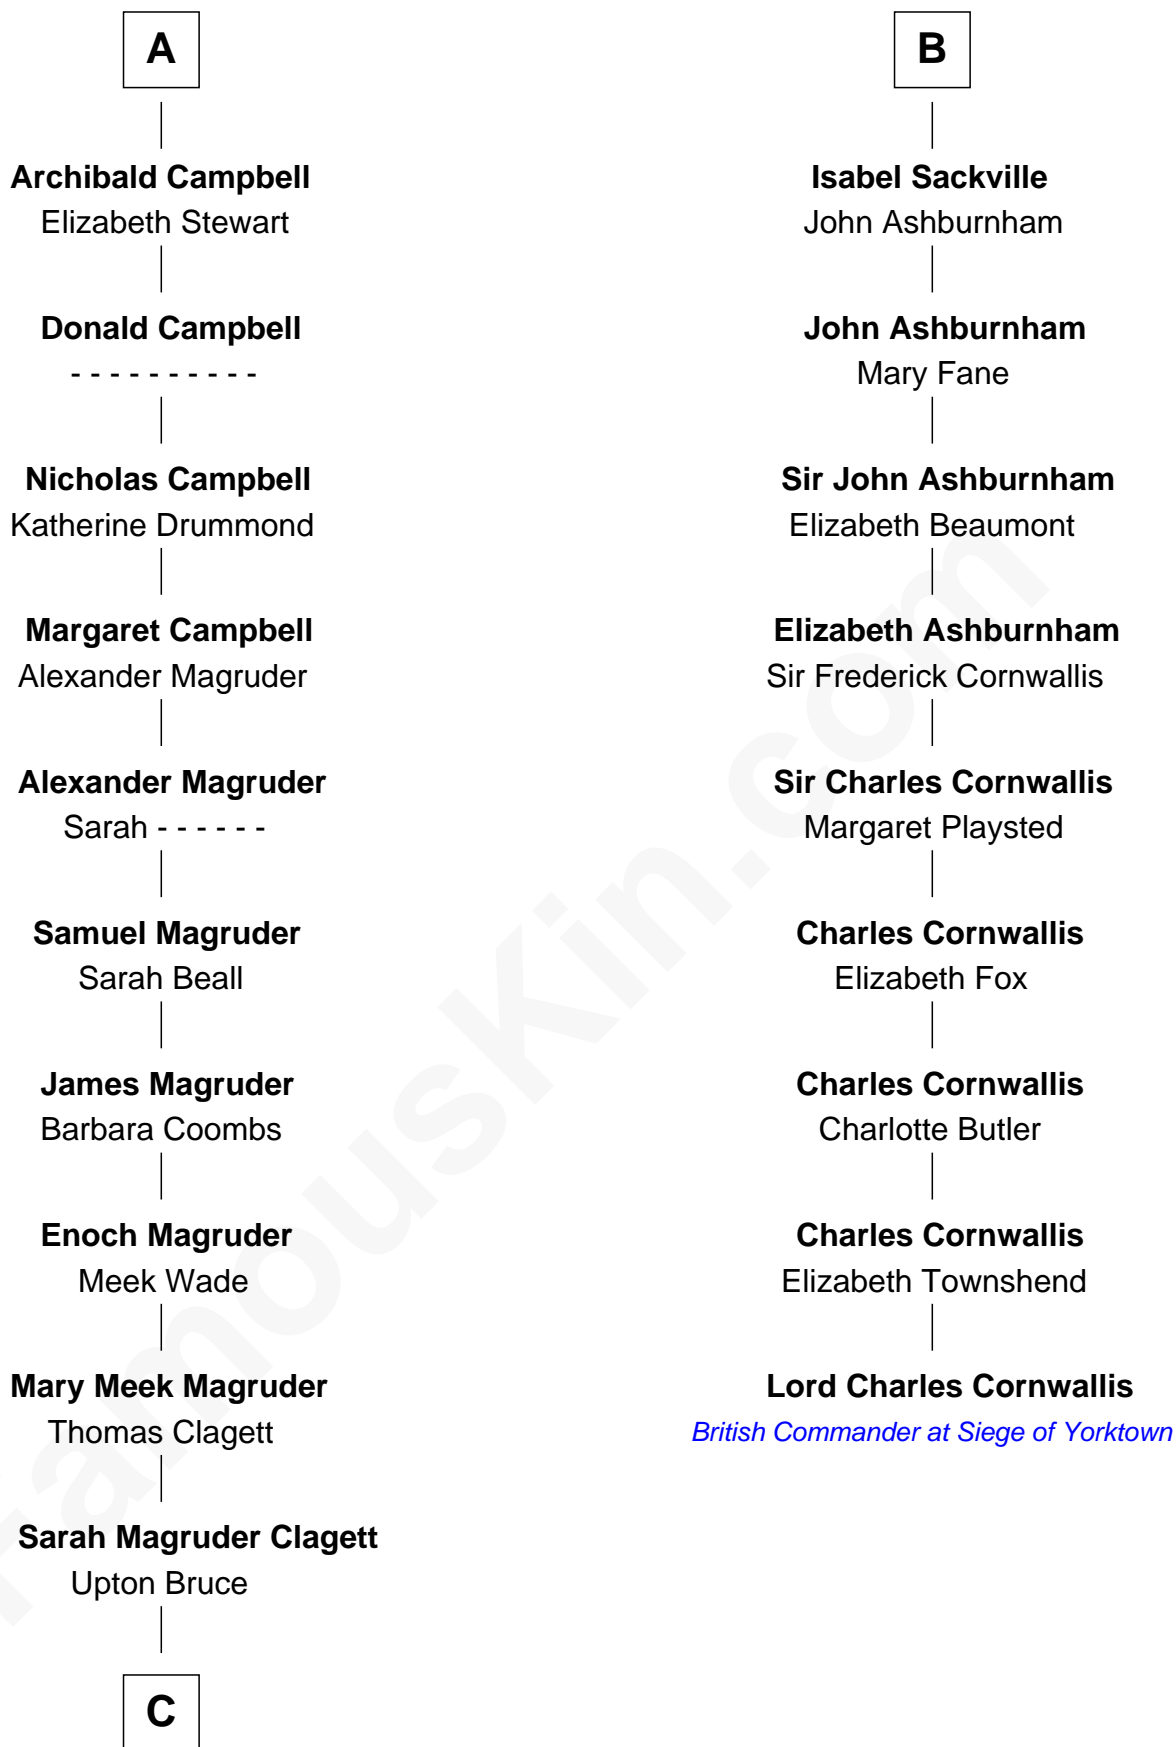 A
Archibald Campbell
Elizabeth Stewart
Donald Campbell
- - - - - - - - - -
Nicholas Campbell
Katherine Drummond
Margaret Campbell
Alexander Magruder
Alexander Magruder
Sarah - - - - - -
Samuel Magruder
Sarah Beall
James Magruder
Barbara Coombs
Enoch Magruder
Meek Wade
Mary Meek Magruder
Thomas Clagett
Sarah Magruder Clagett
Upton Bruce
C
B
Isabel Sackville
John Ashburnham
John Ashburnham
Mary Fane
Sir John Ashburnham
Elizabeth Beaumont
Elizabeth Ashburnham
Sir Frederick Cornwallis
Sir Charles Cornwallis
Margaret Playsted
Charles Cornwallis
Elizabeth Fox
Charles Cornwallis
Charlotte Butler
Charles Cornwallis
Elizabeth Townshend
Lord Charles Cornwallis
British Commander at Siege of Yorktown
FamousKin.com